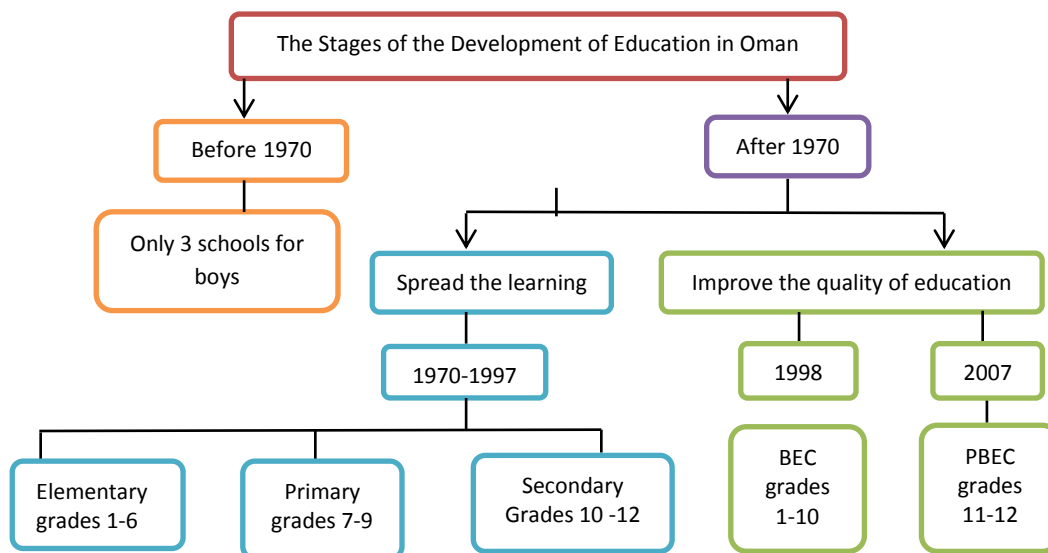 The Stages of the Development of Education in Oman
Before 1970
After 1970
Only 3 schools for
boys
Spread the learning
Improve the quality of education
1970-1997
1998
2007
Elementary
grades 1-6
Primary
grades 7-9
Secondary
Grades 10 -12
BEC
grades
1-10
PBEC
grades
11-12